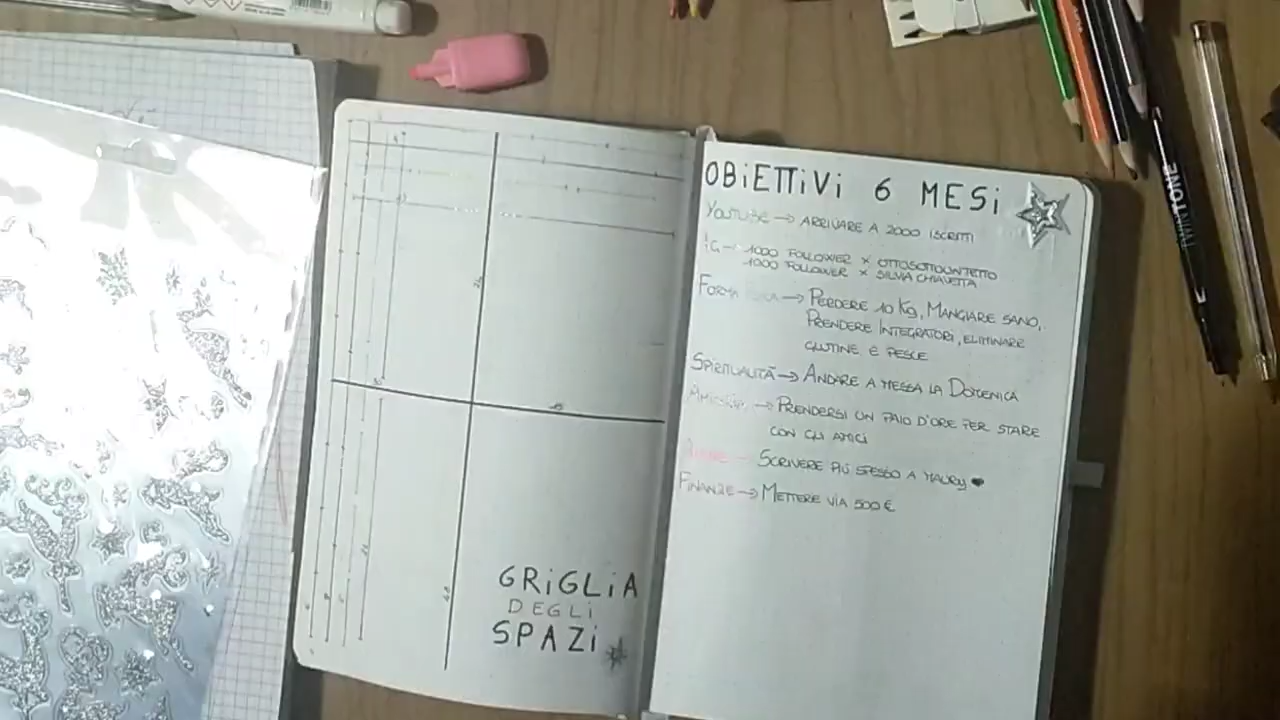 GRiGLiA
DEGLi
SPAZi
OBiETTiVi 6 MESi
YOUTUBE → ARRIVARE A 2000 ISCRITTI
IG → 1000 FOLLOWER × OTTOSOTTOUNTETTO
1000 FOLLOWER × SILVIA CHIAVETTA
FORMA FISICA → PERDERE 10 KG, MANGIARE SANO,
PRENDERE INTEGRATORI, ELIMINARE
GLUTINE E PESCE
SPIRITUALITÀ → ANDARE A MESSA LA DOMENICA
AMICIZIA → PRENDERSI UN PAIO D'ORE PER STARE
CON GLI AMICI
AMORE → SCRIVERE PIÙ SPESSO A MAURY ♥
FINANZE → METTERE VIA 500 €